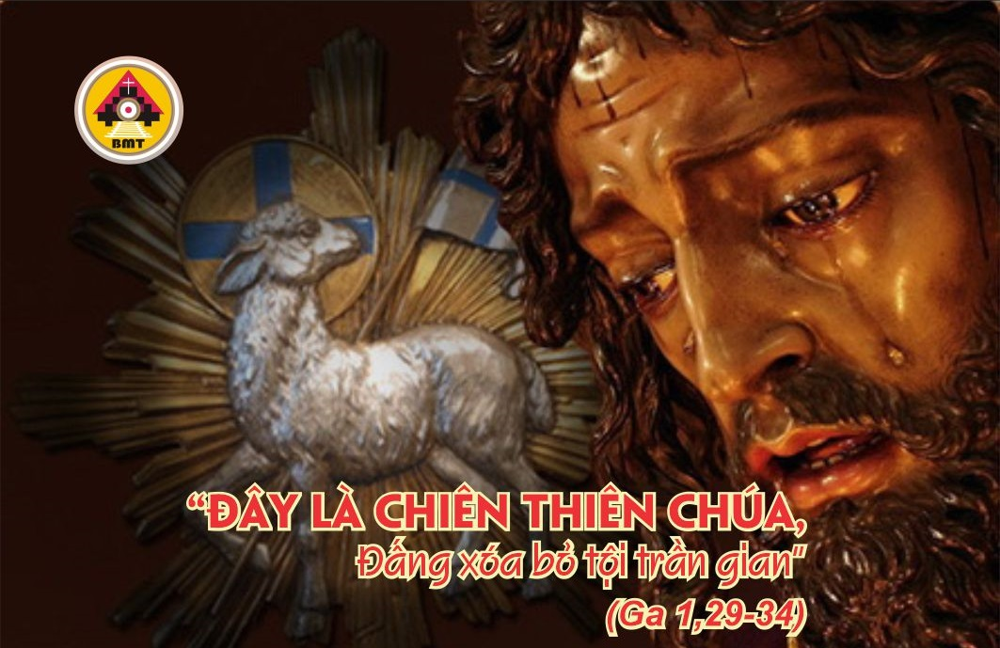 BMT
“ĐÂY LÀ CHIÊN THIÊN CHÚA,
Đấng xóa bỏ tội trần gian"
(Ga 1,29-34)